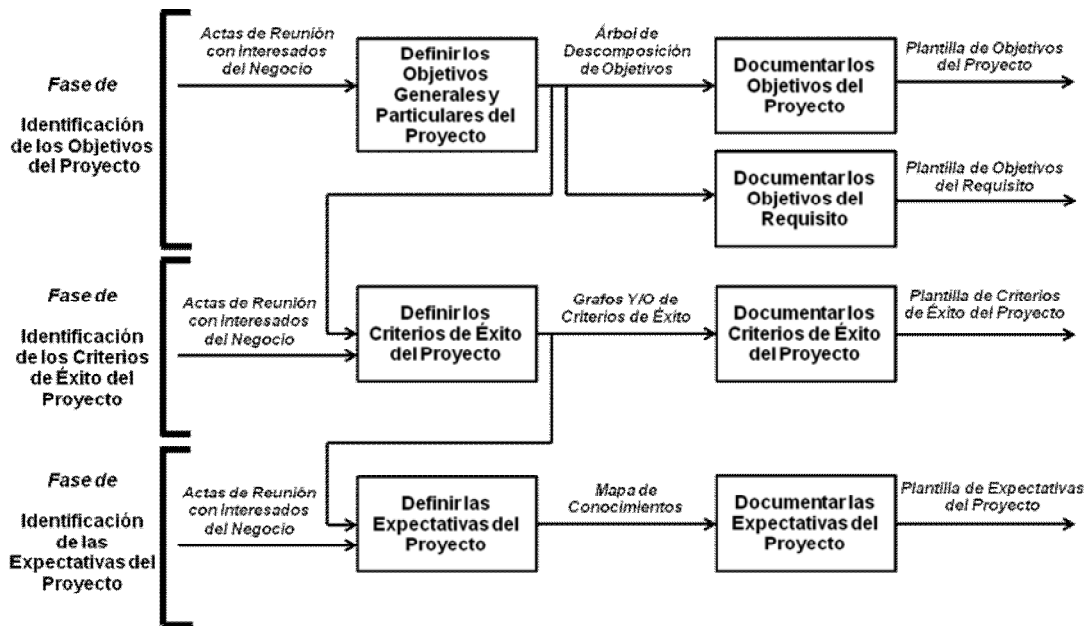 Fase de
Identificación
de los Objetivos
del Proyecto
Actas de Reunión
con Interesados
del Negocio
Definir los
Objetivos
Generales y
Particulares del
Proyecto
Árbol de
Descomposición
de Objetivos
Documentar los
Objetivos del
Proyecto
Plantilla de Objetivos
del Proyecto
Documentar los
Objetivos del
Requisito
Plantilla de Objetivos
del Requisito
Fase de
Identificación
de los Criterios
de Éxito del
Proyecto
Actas de Reunión
con Interesados
del Negocio
Definir los
Criterios de Éxito
del Proyecto
Grafos Y/O de
Criterios de Éxito
Documentar los
Criterios de Éxito
del Proyecto
Plantilla de Criterios
de Éxito del Proyecto
Fase de
Identificación
de las
Expectativas del
Proyecto
Actas de Reunión
con Interesados
del Negocio
Definir las
Expectativas del
Proyecto
Mapa de
Conocimientos
Documentar las
Expectativas del
Proyecto
Plantilla de Expectativas
del Proyecto